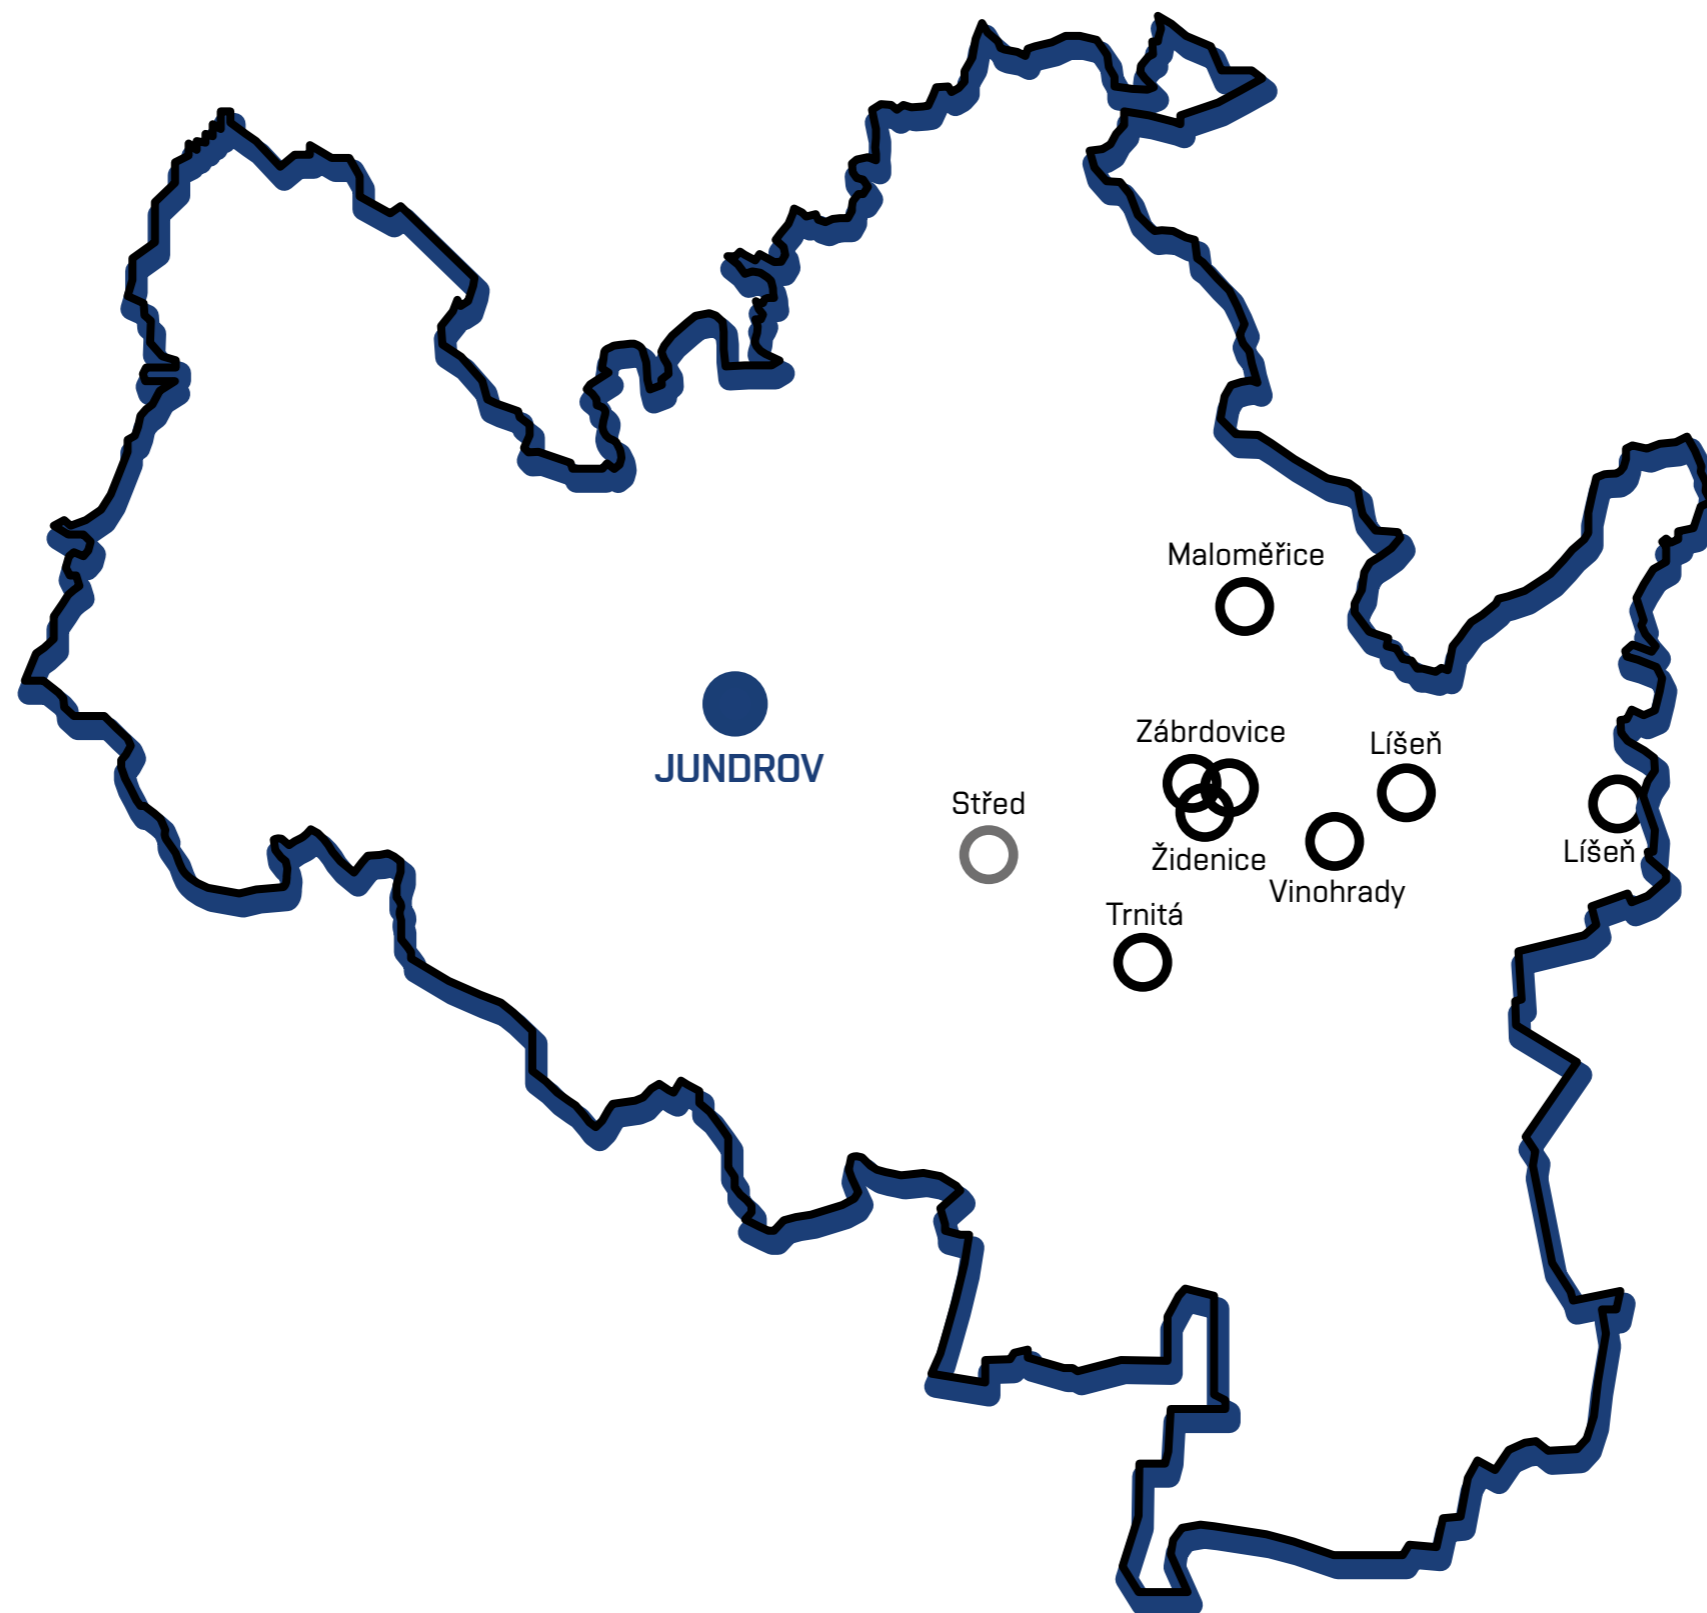 Maloměřice
Zábrdovice
Líšeň
JUNDROV
Střed
Židenice
Líšeň
Vinohrady
Trnitá